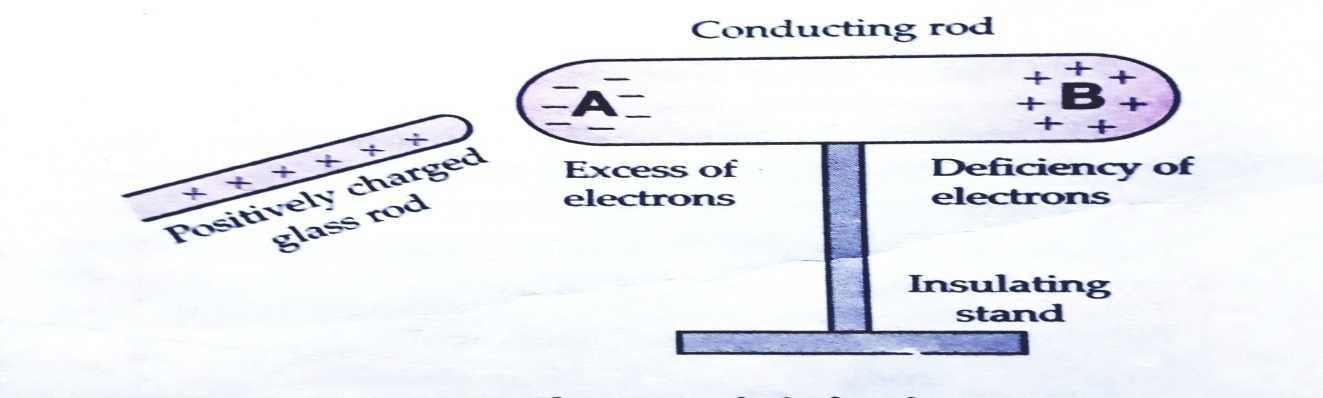 Conducting rod
A
B
Excess of
electrons
Deficiency of
electrons
Positively charged
glass rod
Insulating
stand